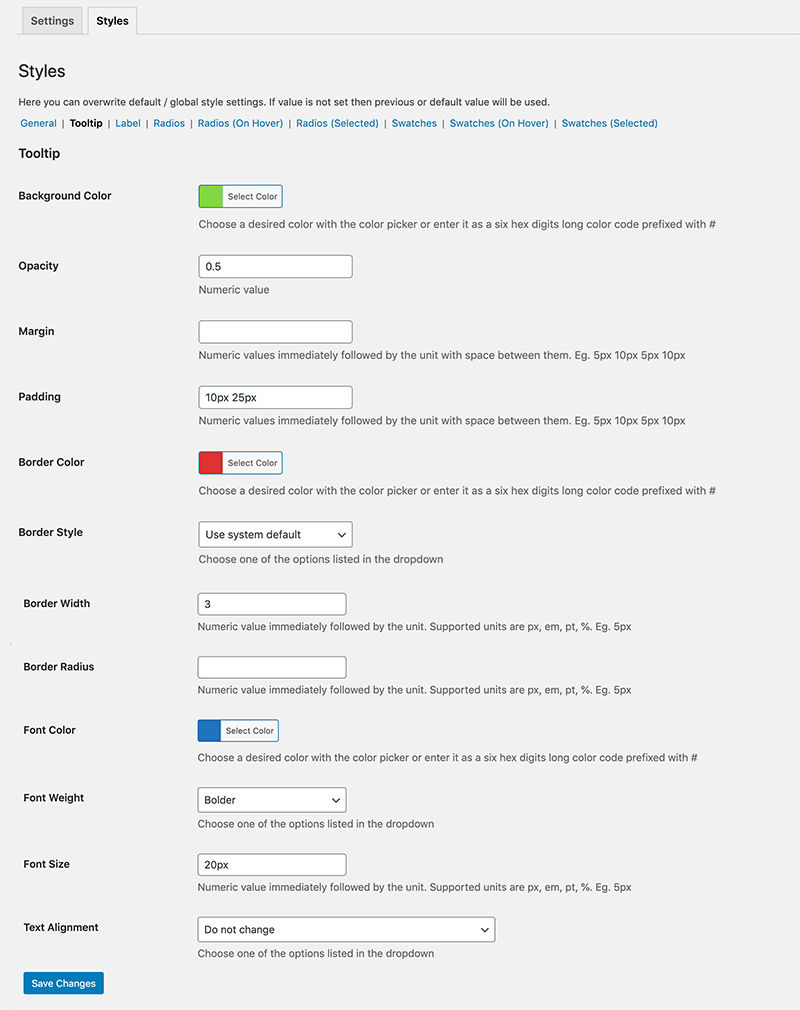 Settings Styles
Styles
Here you can overwrite default / global style settings. If value is not set then previous or default value will be used.
General | Tooltip | Label | Radios | Radios (On Hover) | Radios (Selected) | Swatches | Swatches (On Hover) | Swatches (Selected)
Tooltip
Background Color Select Color
Choose a desired color with the color picker or enter it as a six hex digits long color code prefixed with #
Opacity 0.5
Numeric value
Margin
Numeric values immediately followed by the unit with space between them. Eg. 5px 10px 5px 10px
Padding 10px 25px
Numeric values immediately followed by the unit with space between them. Eg. 5px 10px 5px 10px
Border Color Select Color
Choose a desired color with the color picker or enter it as a six hex digits long color code prefixed with #
Border Style Use system default
Choose one of the options listed in the dropdown
Border Width 3
Numeric value immediately followed by the unit. Supported units are px, em, pt, %. Eg. 5px
Border Radius
Numeric value immediately followed by the unit. Supported units are px, em, pt, %. Eg. 5px
Font Color Select Color
Choose a desired color with the color picker or enter it as a six hex digits long color code prefixed with #
Font Weight Bolder
Choose one of the options listed in the dropdown
Font Size 20px
Numeric value immediately followed by the unit. Supported units are px, em, pt, %. Eg. 5px
Text Alignment Do not change
Choose one of the options listed in the dropdown
Save Changes